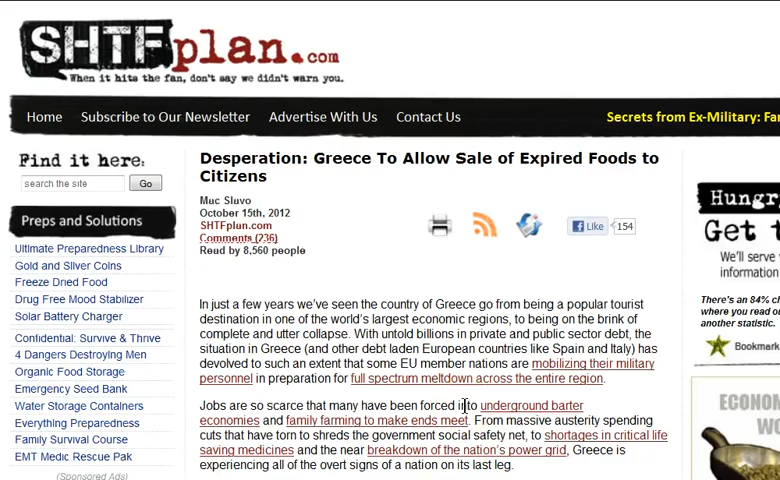 SHTFplan.com
When it hits the fan, don't say we didn't warn you.
Home Subscribe to Our Newsletter Advertise With Us Contact Us Secrets from Ex-Military: Fa
Find it here:
search the site Go
Preps and Solutions
Ultimate Preparedness Library
Gold and Silver Coins
Freeze Dried Food
Drug Free Mood Stabilizer
Solar Battery Charger
Confidential: Survive & Thrive
4 Dangers Destroying Men
Organic Food Storage
Emergency Seed Bank
Water Storage Containers
Everything Preparedness
Family Survival Course
EMT Medic Rescue Pak
(Sponsored Ads)
Desperation: Greece To Allow Sale of Expired Foods to
Citizens
Mac Slavo
October 15th, 2012
SHTFplan.com
Comments (236)
Read by 8,560 people
Like 154
In just a few years we've seen the country of Greece go from being a popular tourist
destination in one of the world's largest economic regions, to being on the brink of
complete and utter collapse. With untold billions in private and public sector debt, the
situation in Greece (and other debt laden European countries like Spain and Italy) has
devolved to such an extent that some EU member nations are mobilizing their military
personnel in preparation for full spectrum meltdown across the entire region.
Jobs are so scarce that many have been forced into underground barter
economies and family farming to make ends meet. From massive austerity spending
cuts that have torn to shreds the government social safety net, to shortages in critical life
saving medicines and the near breakdown of the nation's power grid, Greece is
experiencing all of the overt signs of a nation on its last leg.
Hungr
Get t
We'll serve
information
There's an 84% c
where you read ou
another statistic.
Bookmark
ECONOM
WO